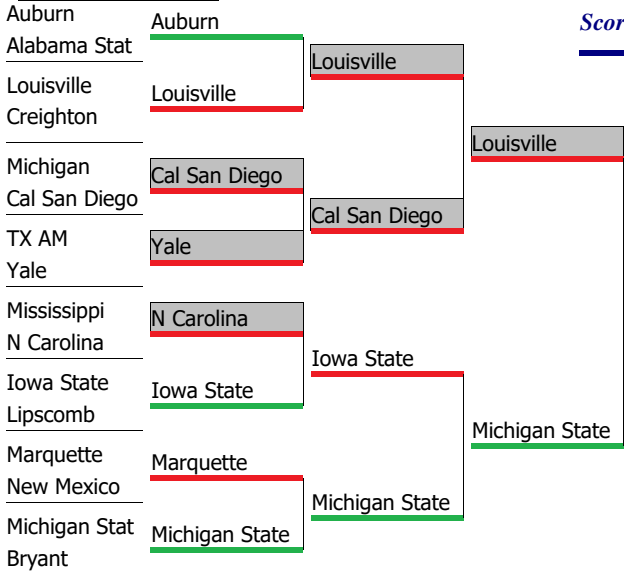 Auburn
Alabama Stat
Louisville
Creighton
Michigan
Cal San Diego
TX AM
Yale
Mississippi
N Carolina
Iowa State
Lipscomb
Marquette
New Mexico
Michigan Stat
Bryant
Auburn
Louisville
Cal San Diego
Yale
N Carolina
Iowa State
Marquette
Michigan State
Louisville
Cal San Diego
Iowa State
Michigan State
Louisville
Michigan State
Scor